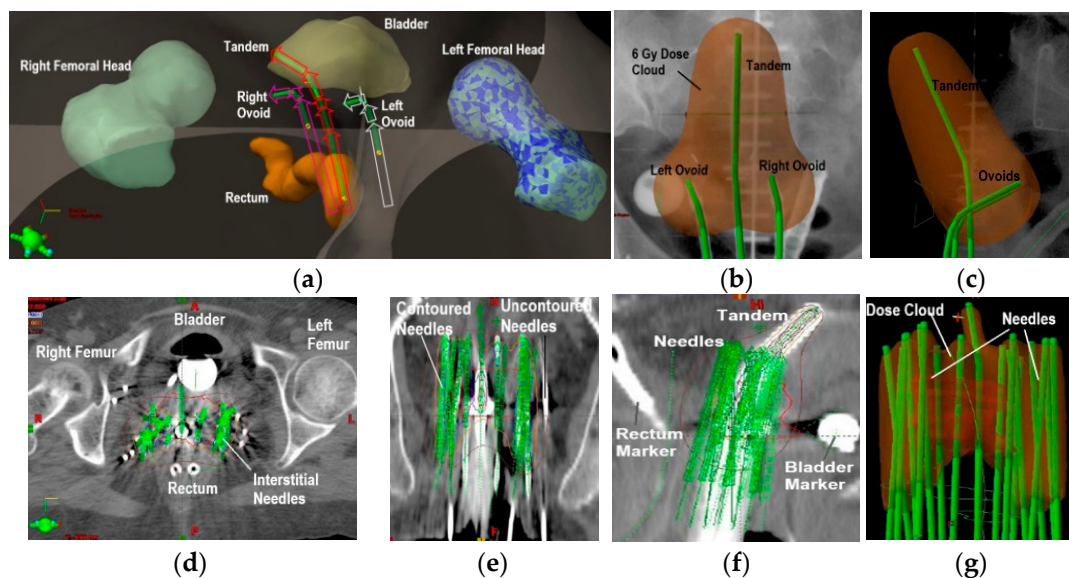 Bladder
Tandem
Right Femoral Head
Left Femoral Head
Right
Ovoid
Left
Ovoid
Rectum
6 Gy Dose
Cloud
Tandem
Left Ovoid
Right Ovoid
Tandem
Ovoids
(a)
(b)
(c)
A
Bladder
Left
Femur
Right Femur
L
Interstitial
Needles
Rectum
P
Contoured
Needles
Uncontoured
Needles
Tandem
Needles
Rectum
Marker
Bladder
Marker
Dose Cloud
Needles
(d)
(e)
(f)
(g)